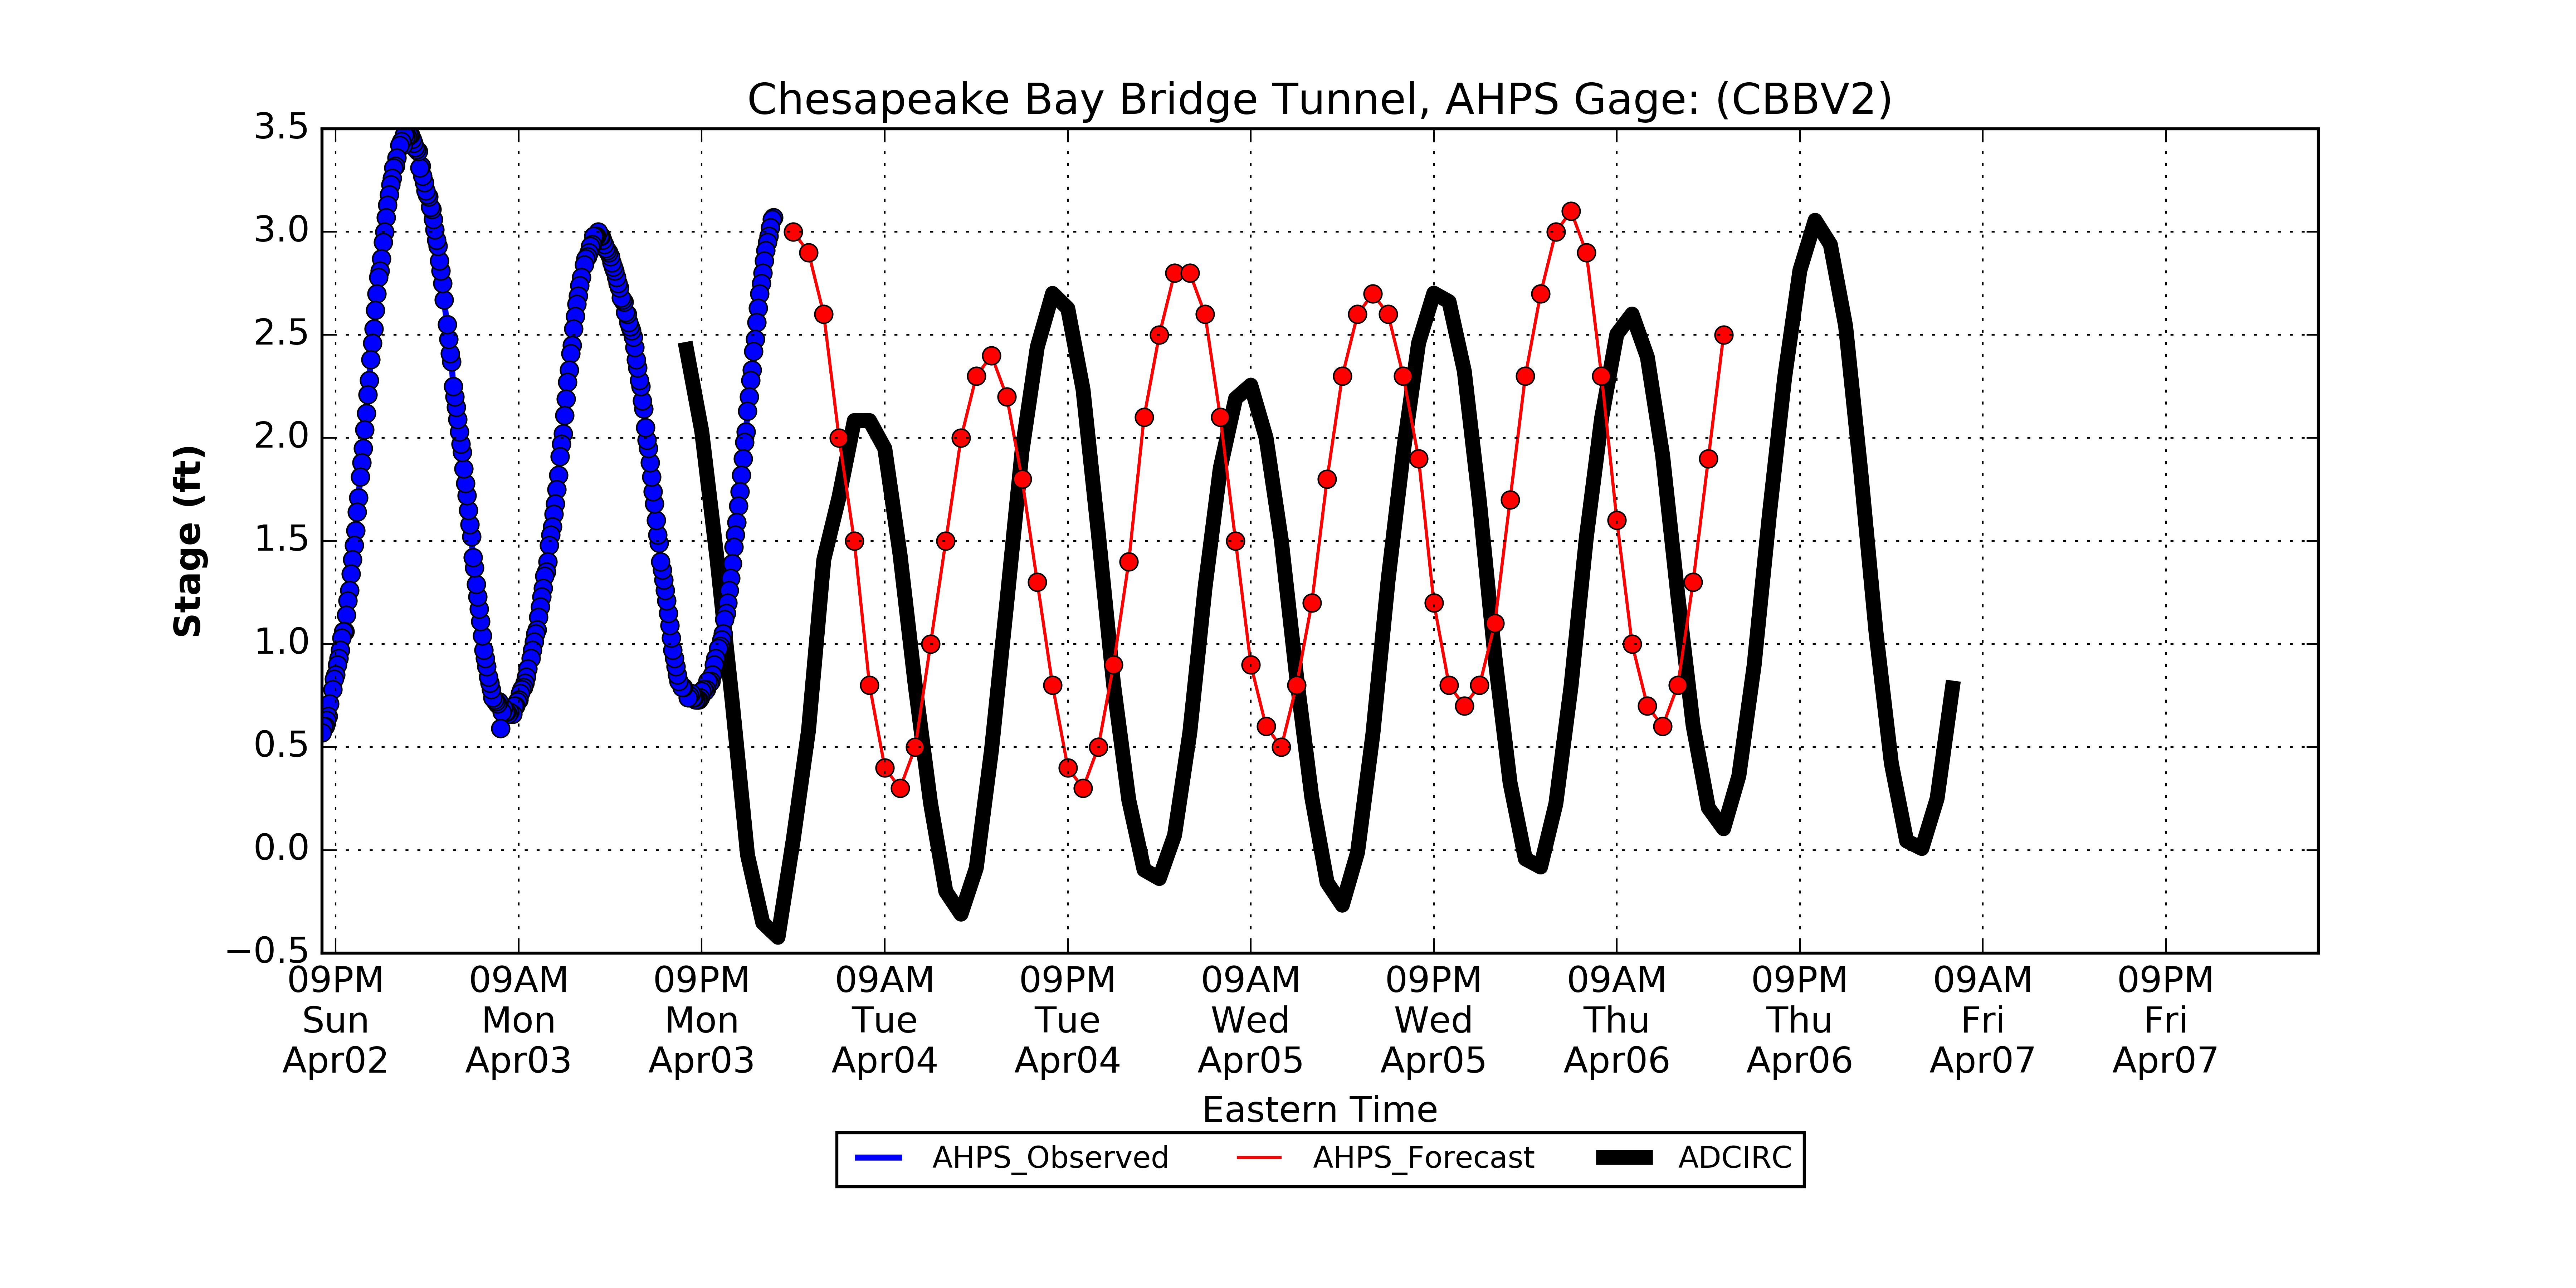 Chesapeake Bay Bridge Tunnel, AHPS Gage: (CBBV2)
3.5
3.0
2.5
2.0
1.5
1.0
0.5
0.0
−0.5
Stage (ft)
09PM 09AM 09PM 09AM 09PM 09AM 09PM 09AM 09PM 09AM 09PM
Sun Mon Mon Tue Tue Wed Wed Thu Thu Fri Fri
Apr02 Apr03 Apr03 Apr04 Apr04 Apr05 Apr05 Apr06 Apr06 Apr07 Apr07
Eastern Time
AHPS_Observed AHPS_Forecast ADCIRC